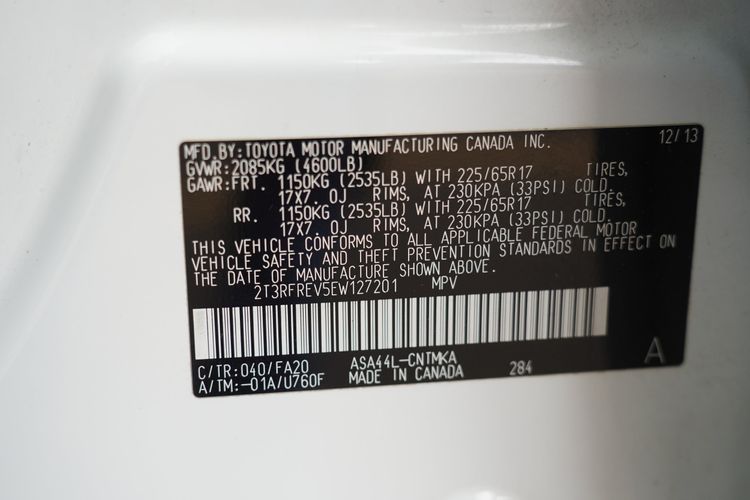 MFD.BY:TOYOTA MOTOR MANUFACTURING CANADA INC. 12/13
GVWR:2085KG (4600LB)
GAWR:FRT. 1150KG (2535LB) WITH 225/65R17 TIRES,
17X7. 0J RIMS, AT 230KPA (33PSI) COLD.
RR. 1150KG (2535LB) WITH 225/65R17 TIRES,
17X7. 0J RIMS, AT 230KPA (33PSI) COLD.
THIS VEHICLE CONFORMS TO ALL APPLICABLE FEDERAL MOTOR
VEHICLE SAFETY AND THEFT PREVENTION STANDARDS IN EFFECT ON
THE DATE OF MANUFACTURE SHOWN ABOVE.
2T3RFREV5EW127201 MPV
C/TR:040/FA20 ASA44L-CNTMKA 284 A
A/TM:-01A/U760F MADE IN CANADA